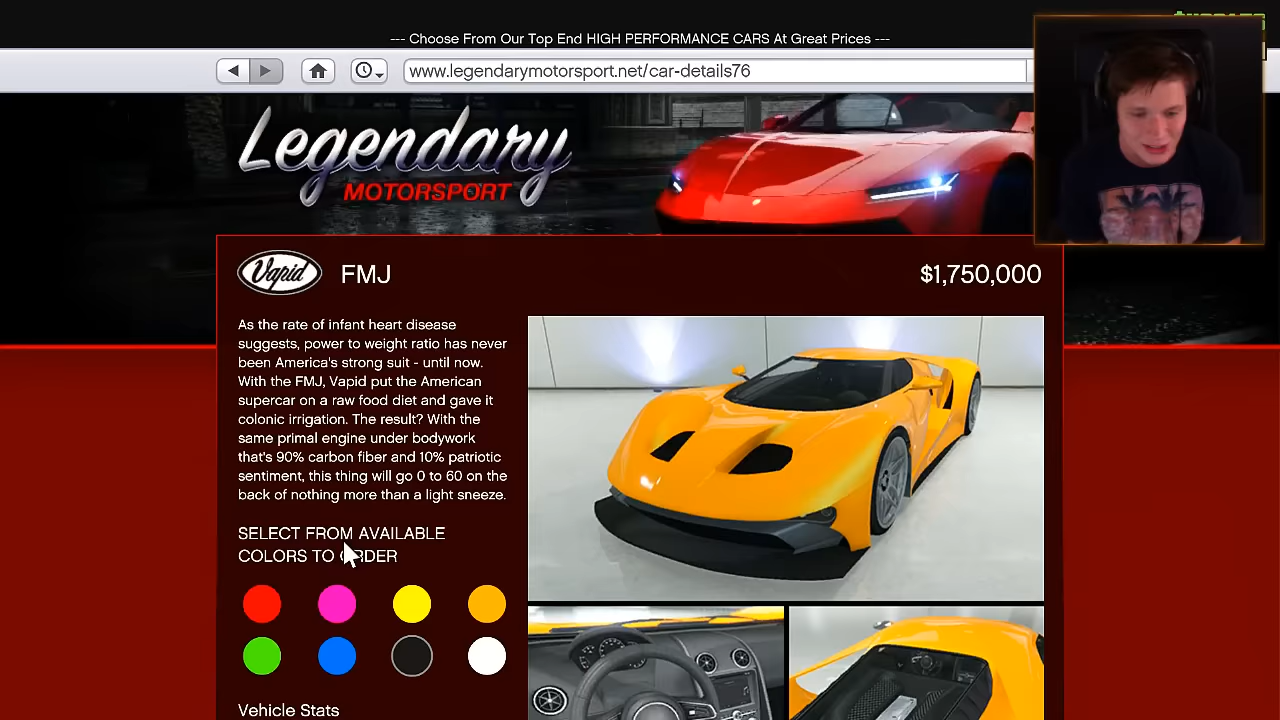 --- Choose From Our Top End HIGH PERFORMANCE CARS At Great Prices ---
www.legendarymotorsport.net/car-details76
Legendary
MOTORSPORT
Vapid
FMJ
$1,750,000
As the rate of infant heart disease
suggests, power to weight ratio has never
been America's strong suit - until now.
With the FMJ, Vapid put the American
supercar on a raw food diet and gave it
colonic irrigation. The result? With the
same primal engine under bodywork
that's 90% carbon fiber and 10% patriotic
sentiment, this thing will go 0 to 60 on the
back of nothing more than a light sneeze.
SELECT FROM AVAILABLE
COLORS TO ORDER
Vehicle Stats